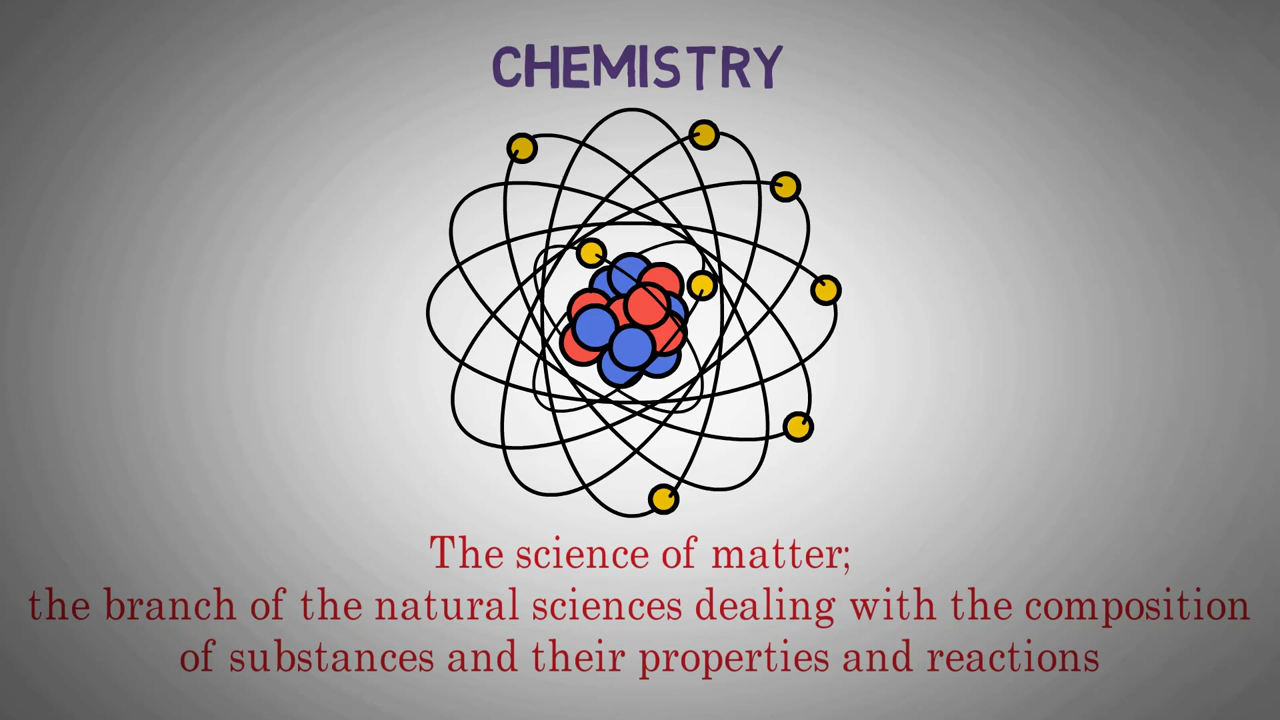 CHEMISTRY
The science of matter;
the branch of the natural sciences dealing with the composition
of substances and their properties and reactions